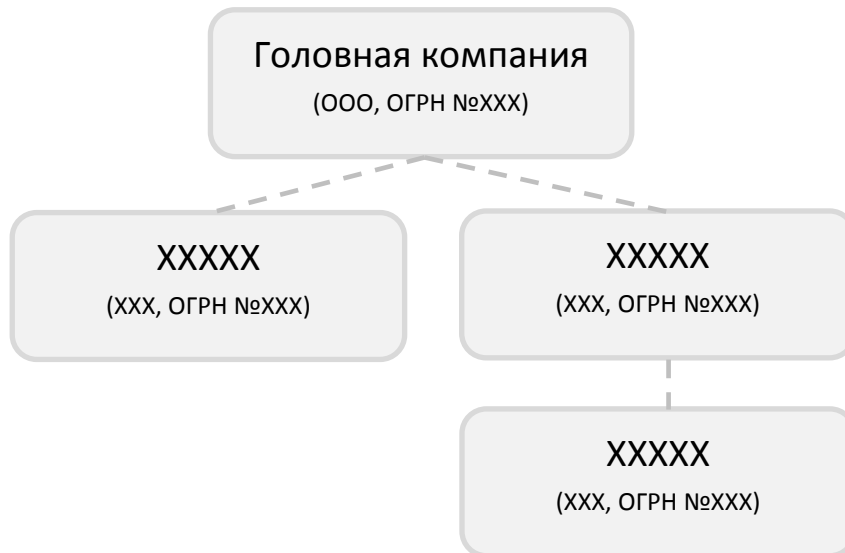 Головная компания
(ООО, ОГРН №XXX)
XXXXX
(XXX, ОГРН №XXX)
XXXXX
(XXX, ОГРН №XXX)
XXXXX
(XXX, ОГРН №XXX)